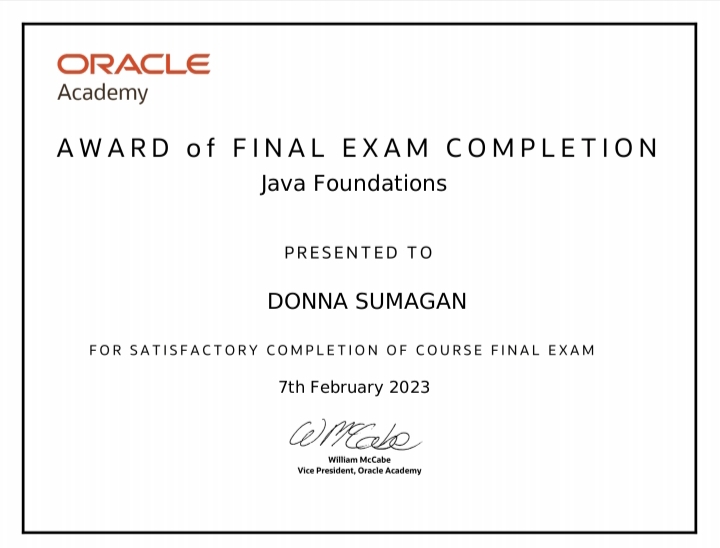 ORACLE
Academy
AWARD of FINAL EXAM COMPLETION
Java Foundations
PRESENTED TO
DONNA SUMAGAN
FOR SATISFACTORY COMPLETION OF COURSE FINAL EXAM
7th February 2023
W McCabe
William McCabe
Vice President, Oracle Academy